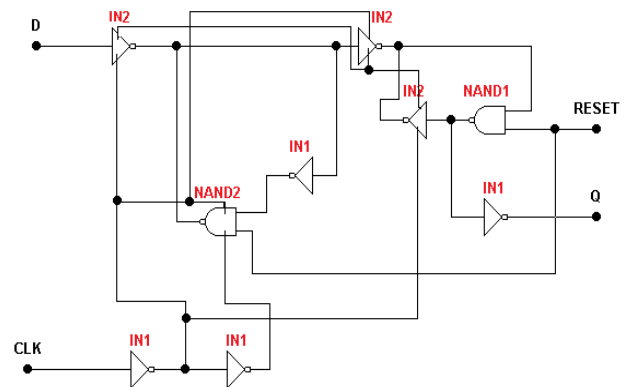 IN2
IN2
D
IN2
NAND1
RESET
IN1
NAND2
IN1
Q
IN1
IN1
CLK